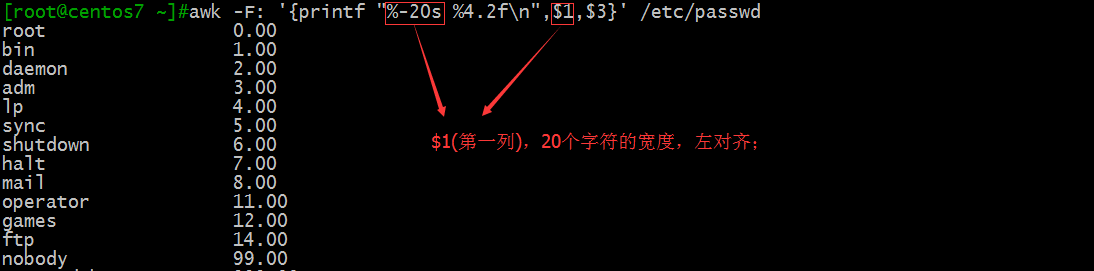 [root@centos7 ~]#awk -F: '{printf "%-20s %4.2f\n",$1,$3}' /etc/passwd
root                 0.00
bin                  1.00
daemon               2.00
adm                  3.00
lp                   4.00
sync                 5.00
$1(第一列)，20个字符的宽度，左对齐；
shutdown             6.00
halt                 7.00
mail                 8.00
operator             11.00
games                12.00
ftp                  14.00
nobody               99.00